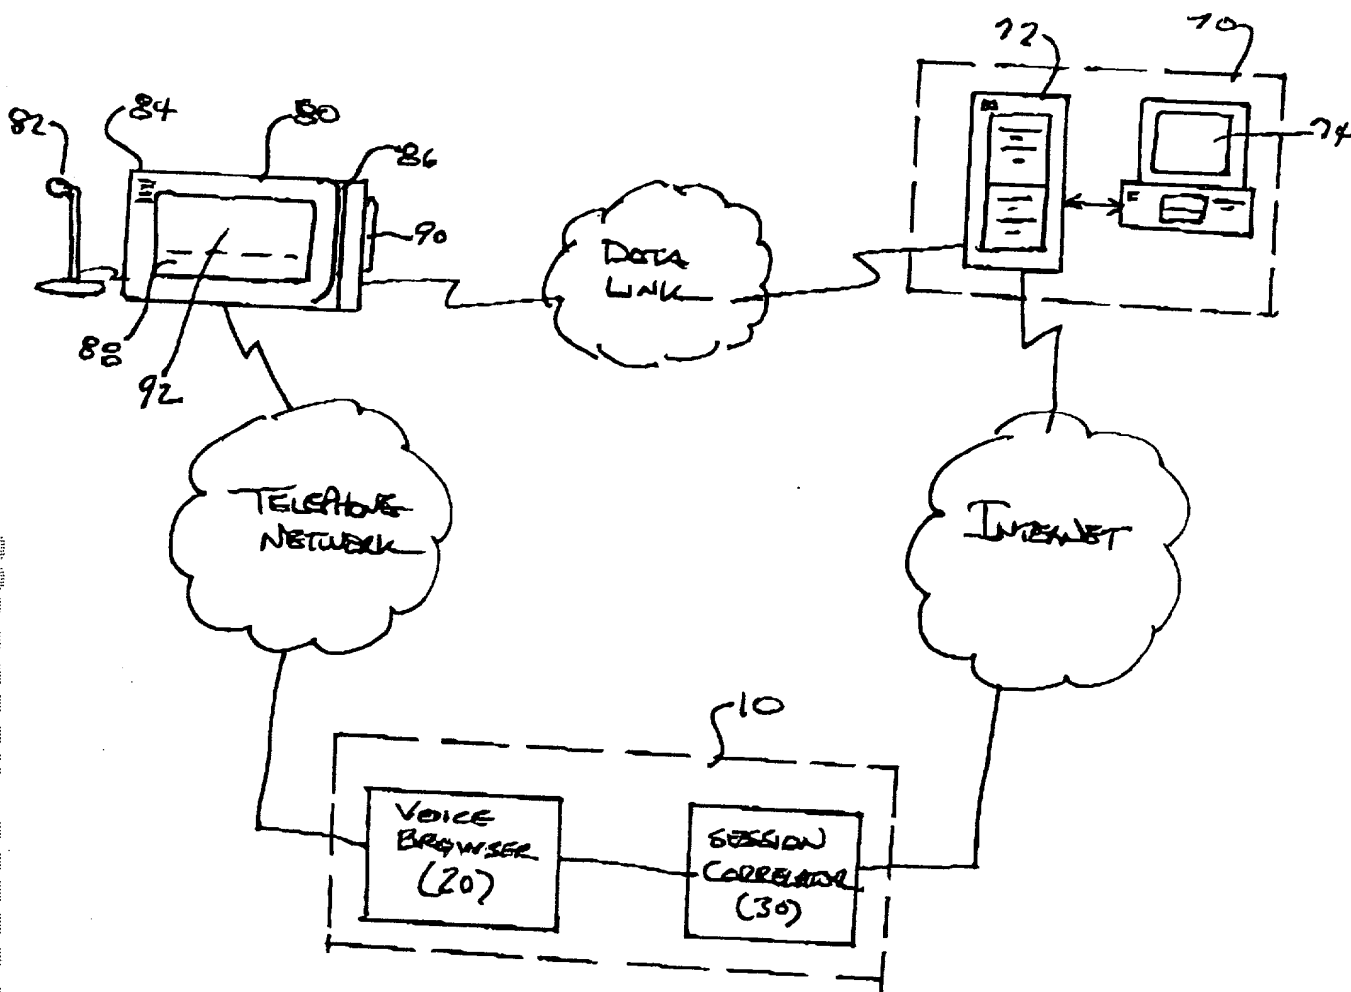 72
70
82
84
80
86
74
90
DATA
LINK
88
92
TELEPHONE
NETWORK
INTERNET
10
VOICE
BROWSER
(20)
SESSION
CORRELATOR
(30)